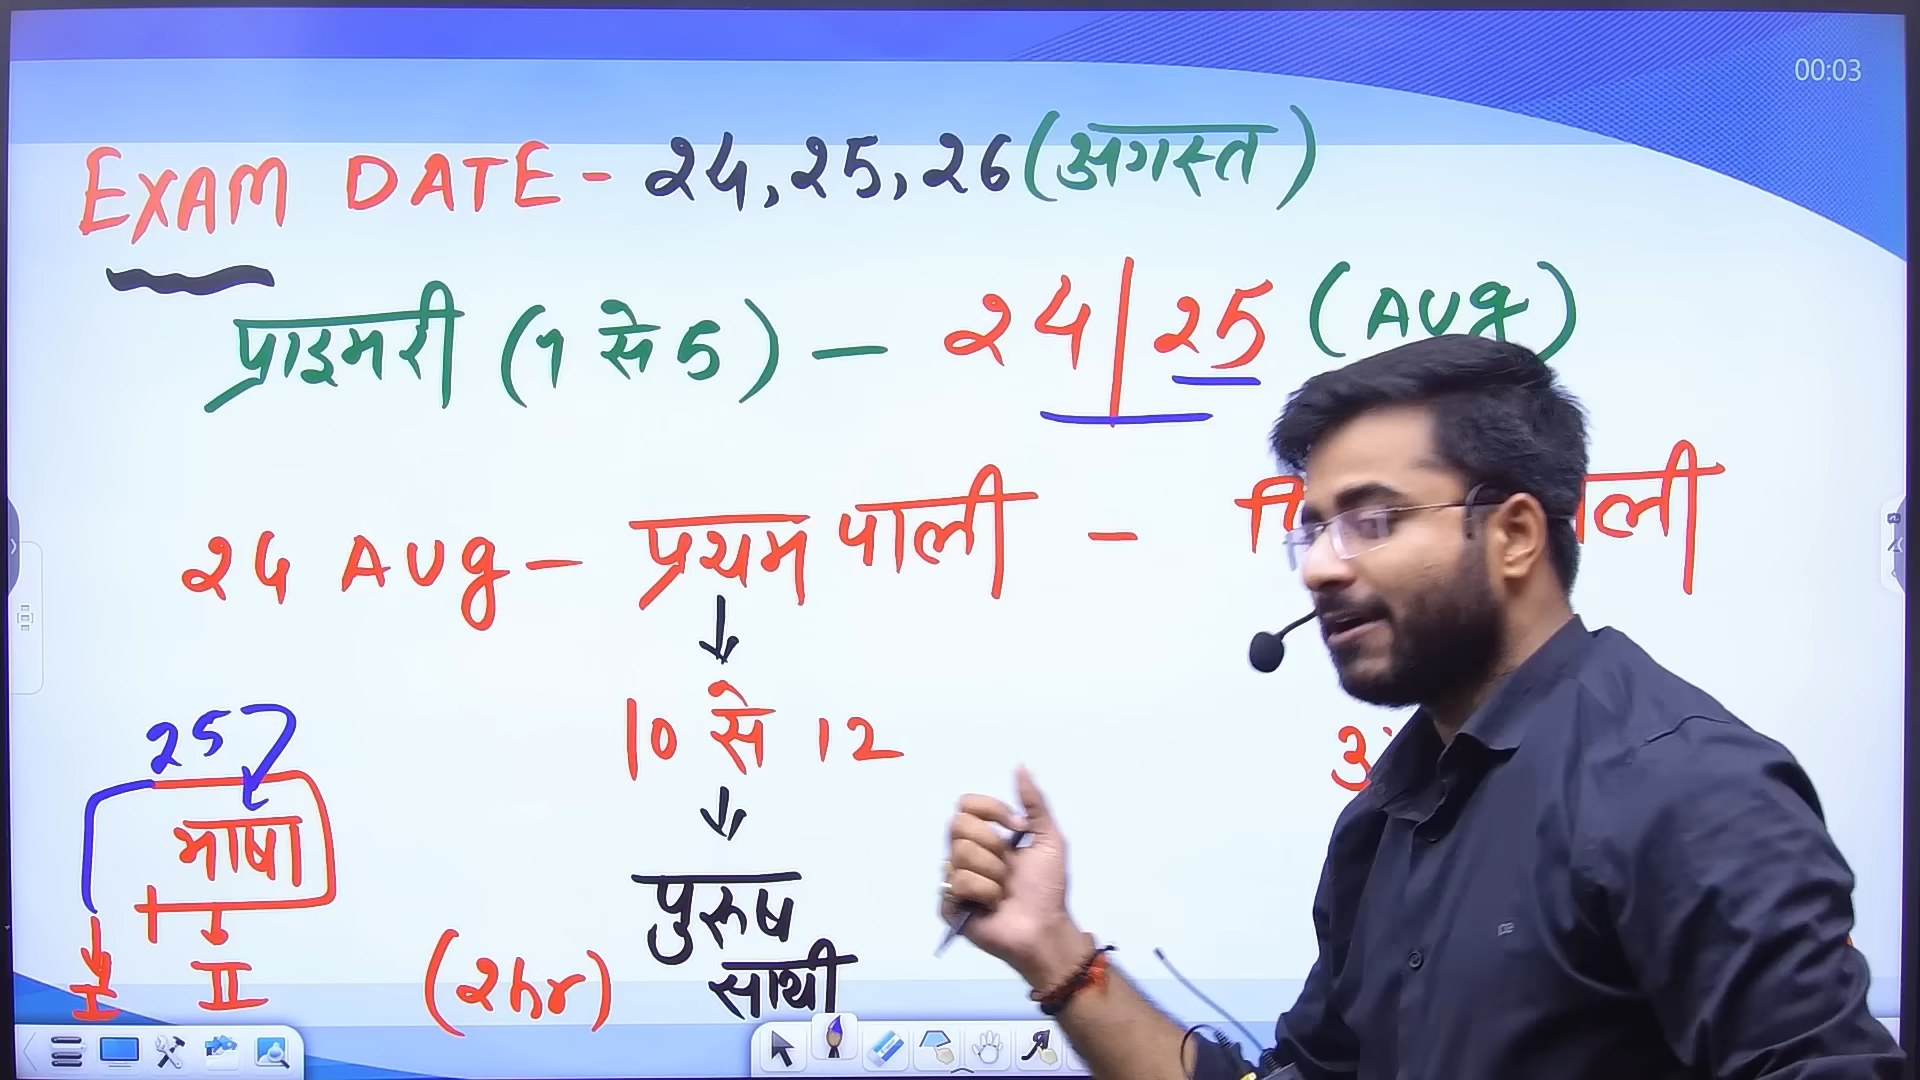 00:03
EXAM DATE - 24, 25, 26 (अगस्त)
प्राइमरी (1 से 5) - 24 | 25 (AUg)
24 AUg - प्रथम पाली -
10 से 12
25
भाषा
+
I
II
(2hr)
पुरुष
साथी